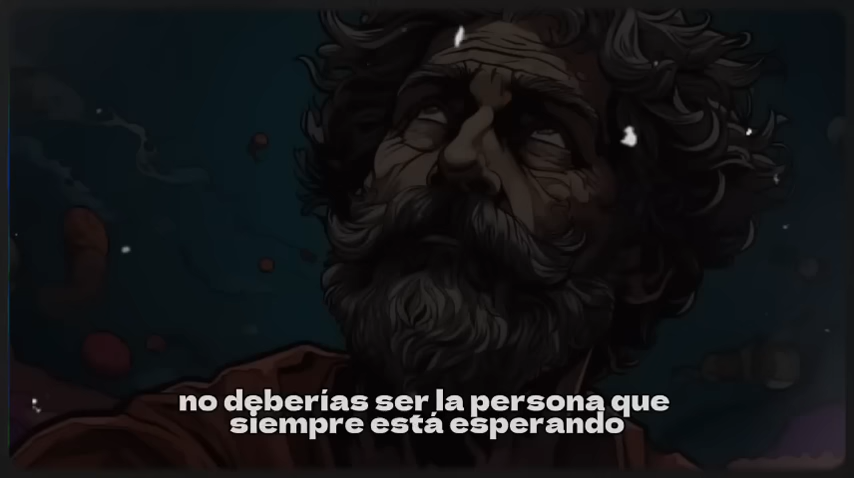 no deberías ser la persona que
siempre está esperando